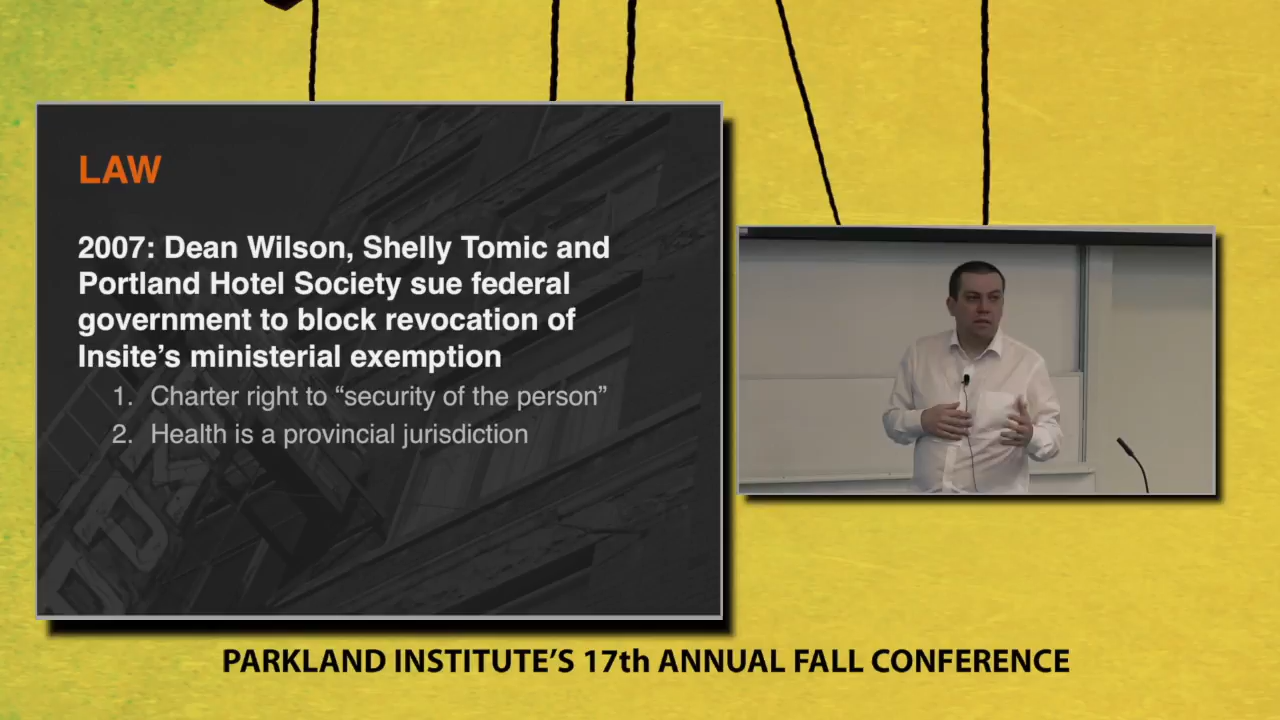 LAW
2007: Dean Wilson, Shelly Tomic and
Portland Hotel Society sue federal
government to block revocation of
Insite’s ministerial exemption
1. Charter right to “security of the person”
2. Health is a provincial jurisdiction
PARKLAND INSTITUTE’S 17th ANNUAL FALL CONFERENCE